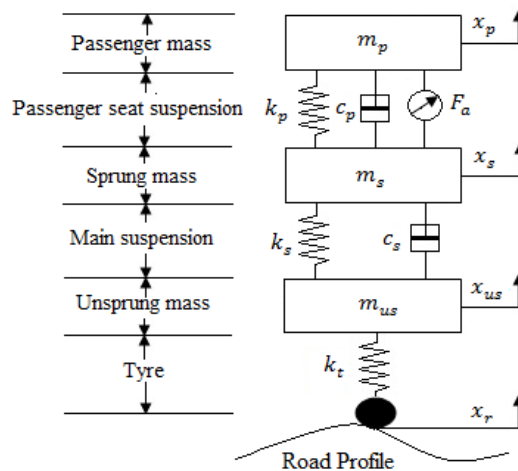 Passenger mass
m_p
x_p
Passenger seat suspension
k_p
c_p
F_a
Sprung mass
m_s
x_s
Main suspension
k_s
c_s
Unsprung mass
m_us
x_us
Tyre
k_t
x_r
Road Profile